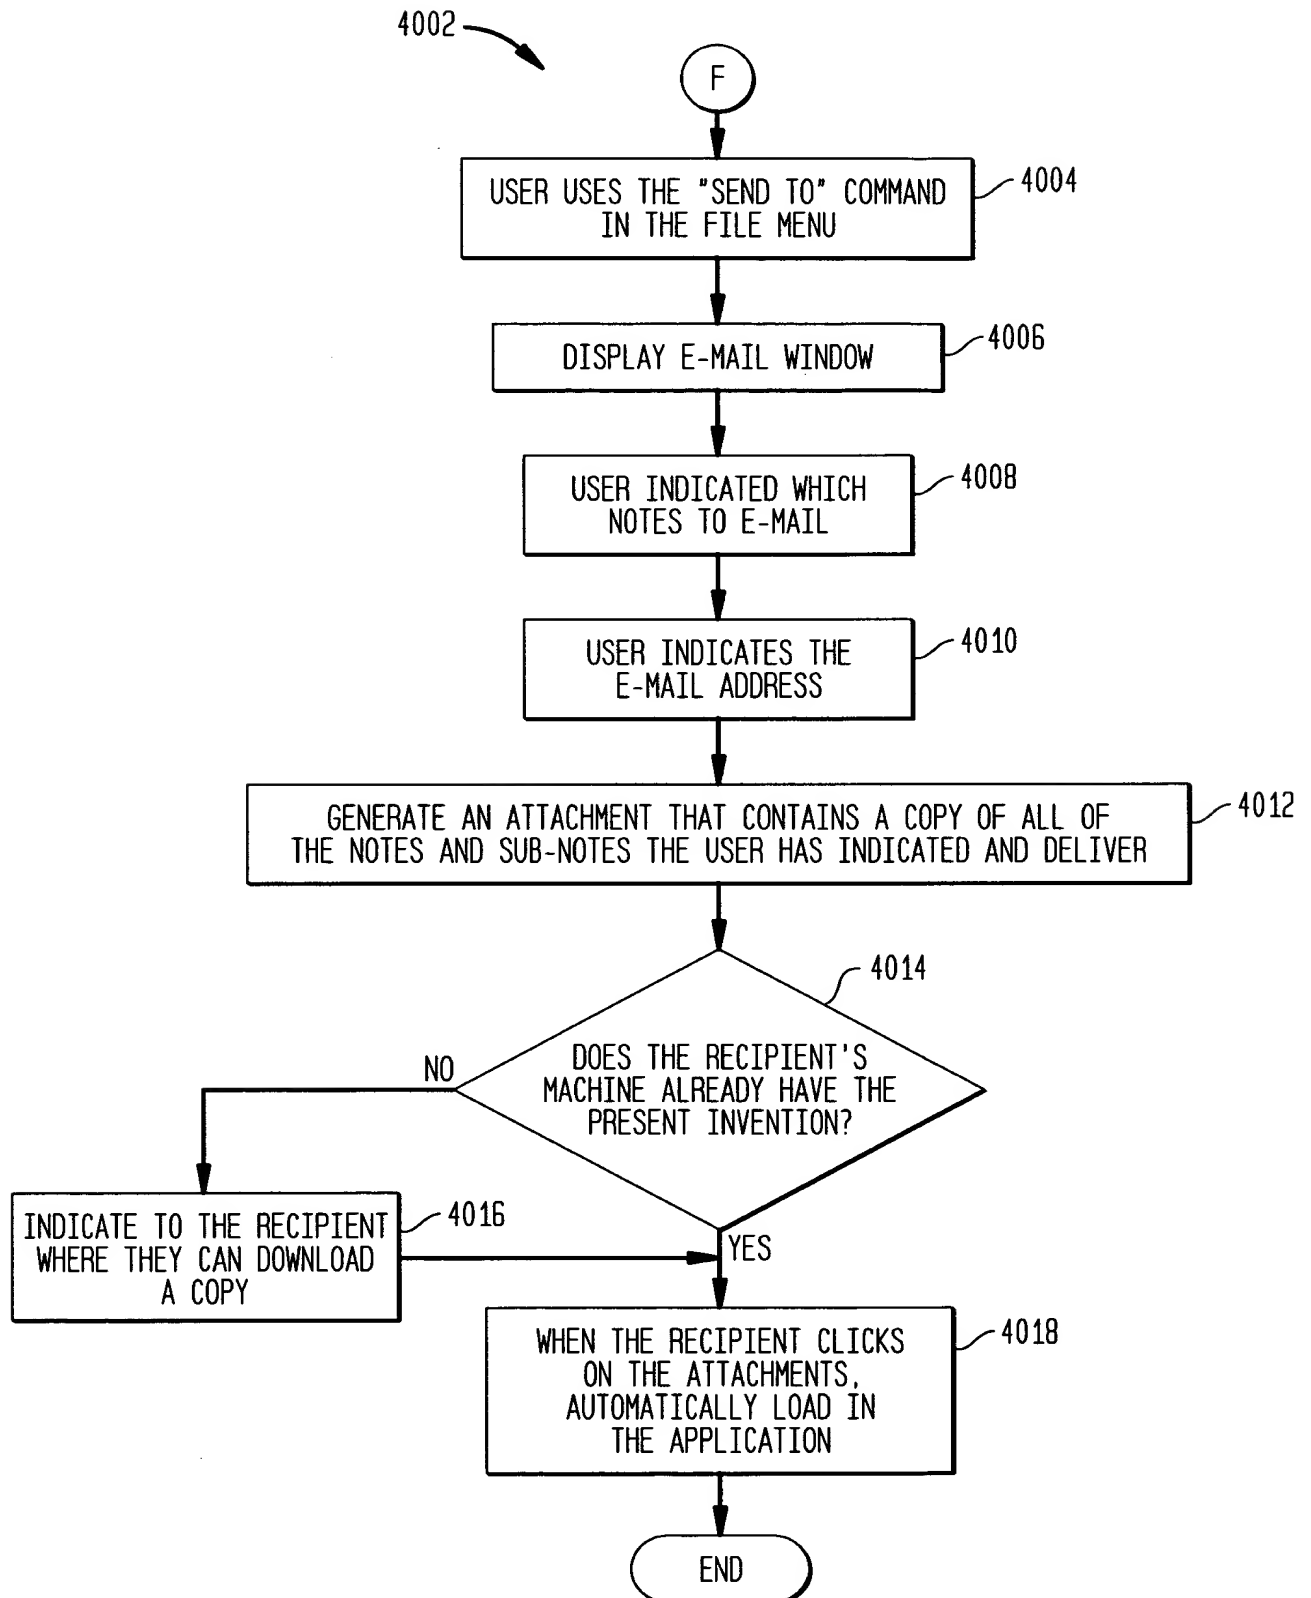 4002
F
USER USES THE "SEND TO" COMMAND
IN THE FILE MENU
4004
DISPLAY E-MAIL WINDOW
4006
USER INDICATED WHICH
NOTES TO E-MAIL
4008
USER INDICATES THE
E-MAIL ADDRESS
4010
GENERATE AN ATTACHMENT THAT CONTAINS A COPY OF ALL OF
THE NOTES AND SUB-NOTES THE USER HAS INDICATED AND DELIVER
4012
4014
DOES THE RECIPIENT'S
MACHINE ALREADY HAVE THE
PRESENT INVENTION?
NO
INDICATE TO THE RECIPIENT
WHERE THEY CAN DOWNLOAD
A COPY
4016
YES
WHEN THE RECIPIENT CLICKS
ON THE ATTACHMENTS,
AUTOMATICALLY LOAD IN
THE APPLICATION
4018
END